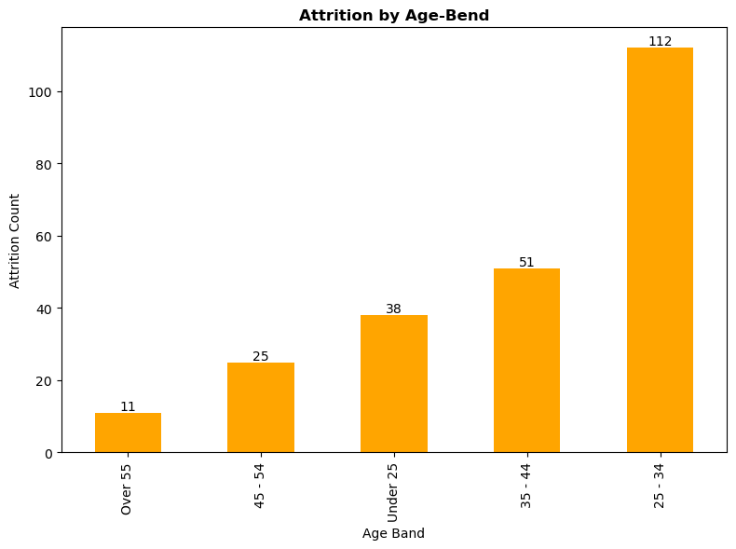 Attrition by Age-Bend
112
100
80
60
51
40
38
25
20
11
0
Attrition Count
Over 55
45 - 54
Under 25
35 - 44
25 - 34
Age Band